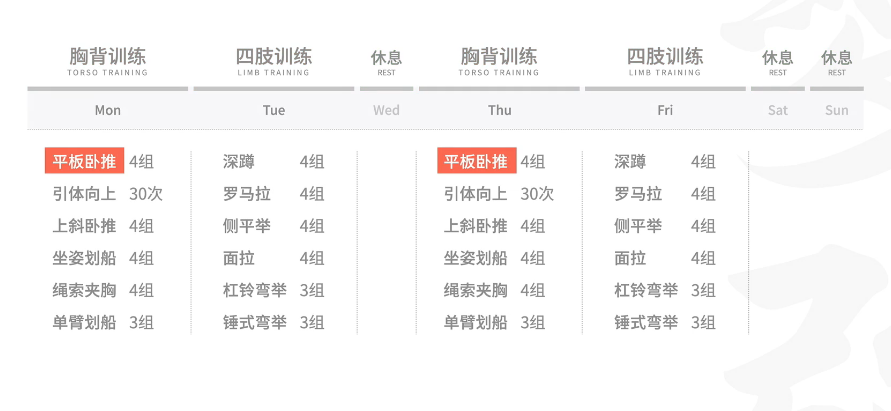 胸背训练 四肢训练 休息 胸背训练 四肢训练 休息 休息
TORSO TRAINING LIMB TRAINING REST TORSO TRAINING LIMB TRAINING REST REST
Mon Tue Wed Thu Fri Sat Sun
平板卧推 4组 深蹲 4组 平板卧推 4组 深蹲 4组
引体向上 30次 罗马拉 4组 引体向上 30次 罗马拉 4组
上斜卧推 4组 侧平举 4组 上斜卧推 4组 侧平举 4组
坐姿划船 4组 面拉 4组 坐姿划船 4组 面拉 4组
绳索夹胸 4组 杠铃弯举 3组 绳索夹胸 4组 杠铃弯举 3组
单臂划船 3组 锤式弯举 3组 单臂划船 3组 锤式弯举 3组